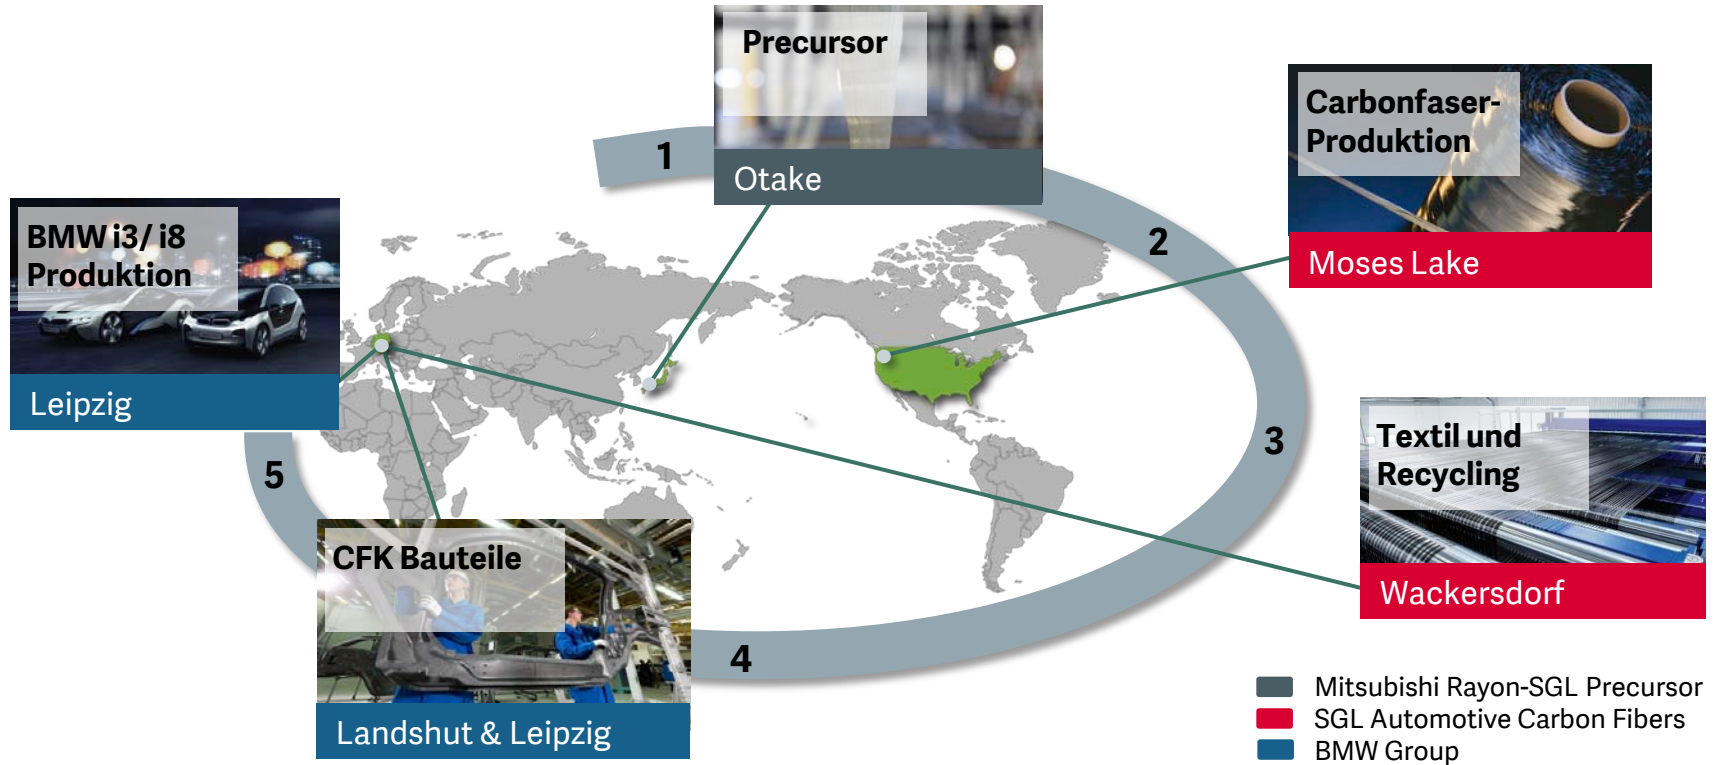 1
Precursor
Otake
2
Carbonfaser-
Produktion
Moses Lake
3
Textil und
Recycling
Wackersdorf
4
CFK Bauteile
Landshut & Leipzig
5
BMW i3/ i8
Produktion
Leipzig
Mitsubishi Rayon-SGL Precursor
SGL Automotive Carbon Fibers
BMW Group